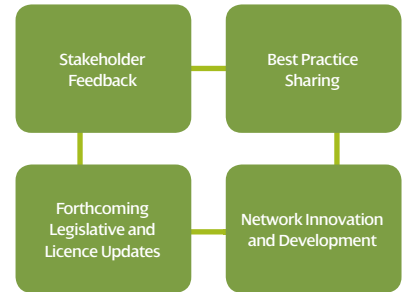 Stakeholder
Feedback
Best Practice
Sharing
Forthcoming
Legislative and
Licence Updates
Network Innovation
and Development